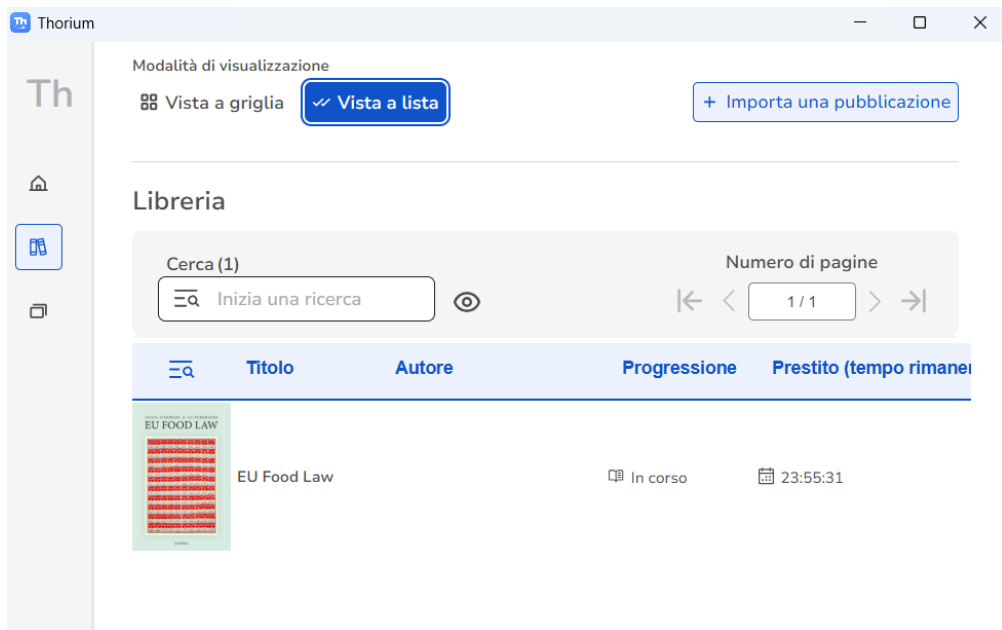 Thorium
Th
Modalità di visualizzazione
Vista a griglia
Vista a lista
+ Importa una pubblicazione
Libreria
Cerca (1)
Inizia una ricerca
Numero di pagine
1 / 1
Titolo Autore Progressione Prestito (tempo rimaner
EU FOOD LAW
EU Food Law
In corso
23:55:31